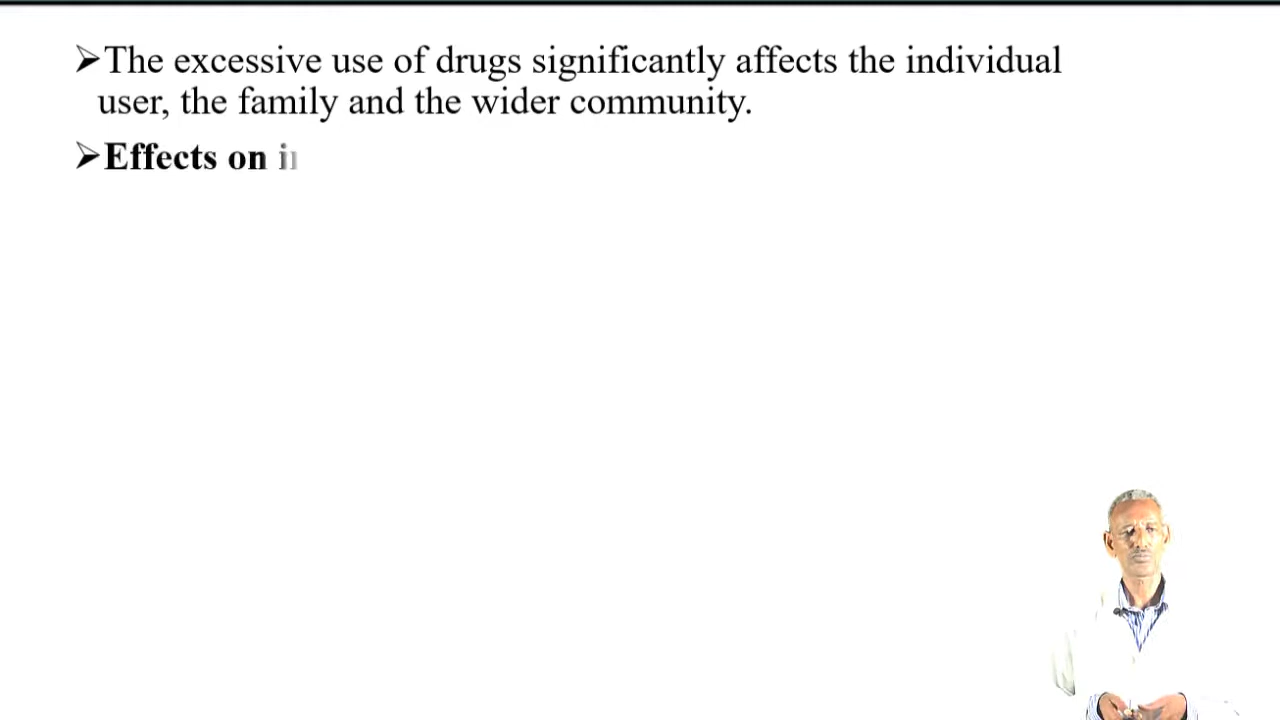 ➢The excessive use of drugs significantly affects the individual
user, the family and the wider community.
➢Effects on